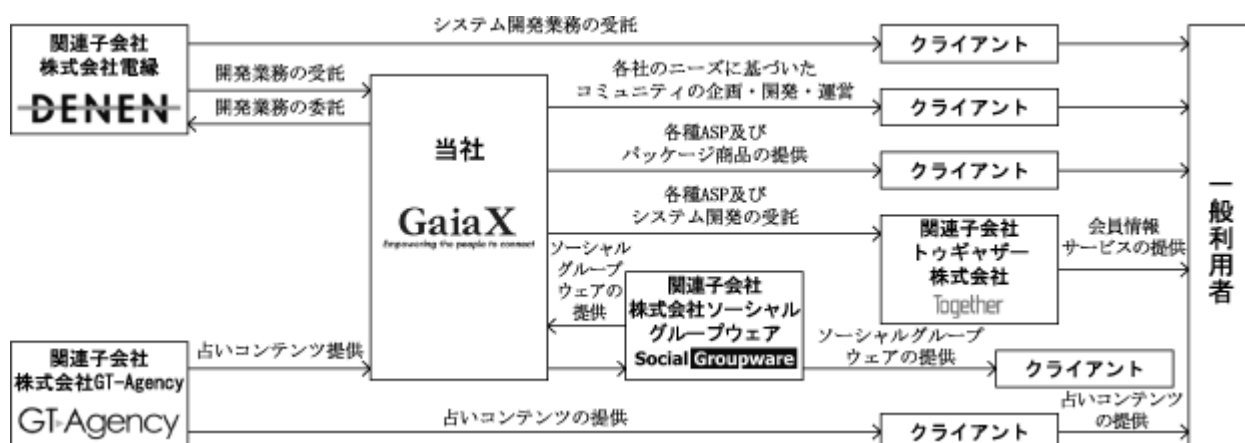 システム開発業務の受託
関連子会社
株式会社電縁
DENEN
クライアント
開発業務の受託
開発業務の委託
当社
GaiaX
Empowering the people to connect
各社のニーズに基づいた
コミュニティの企画・開発・運営
クライアント
各種ASP及び
パッケージ商品の提供
クライアント
各種ASP及び
システム開発の受託
関連子会社
トゥギャザー
株式会社
Together
会員情報
サービスの提供
一般利用者
ソーシャル
グループ
ウェアの
提供
関連子会社
株式会社ソーシャル
グループウェア
Social Groupware
ソーシャルグループ
ウェアの提供
クライアント
関連子会社
株式会社GT-Agency
GT-Agency
占いコンテンツ提供
占いコンテンツの提供
クライアント
占いコンテンツ
の提供